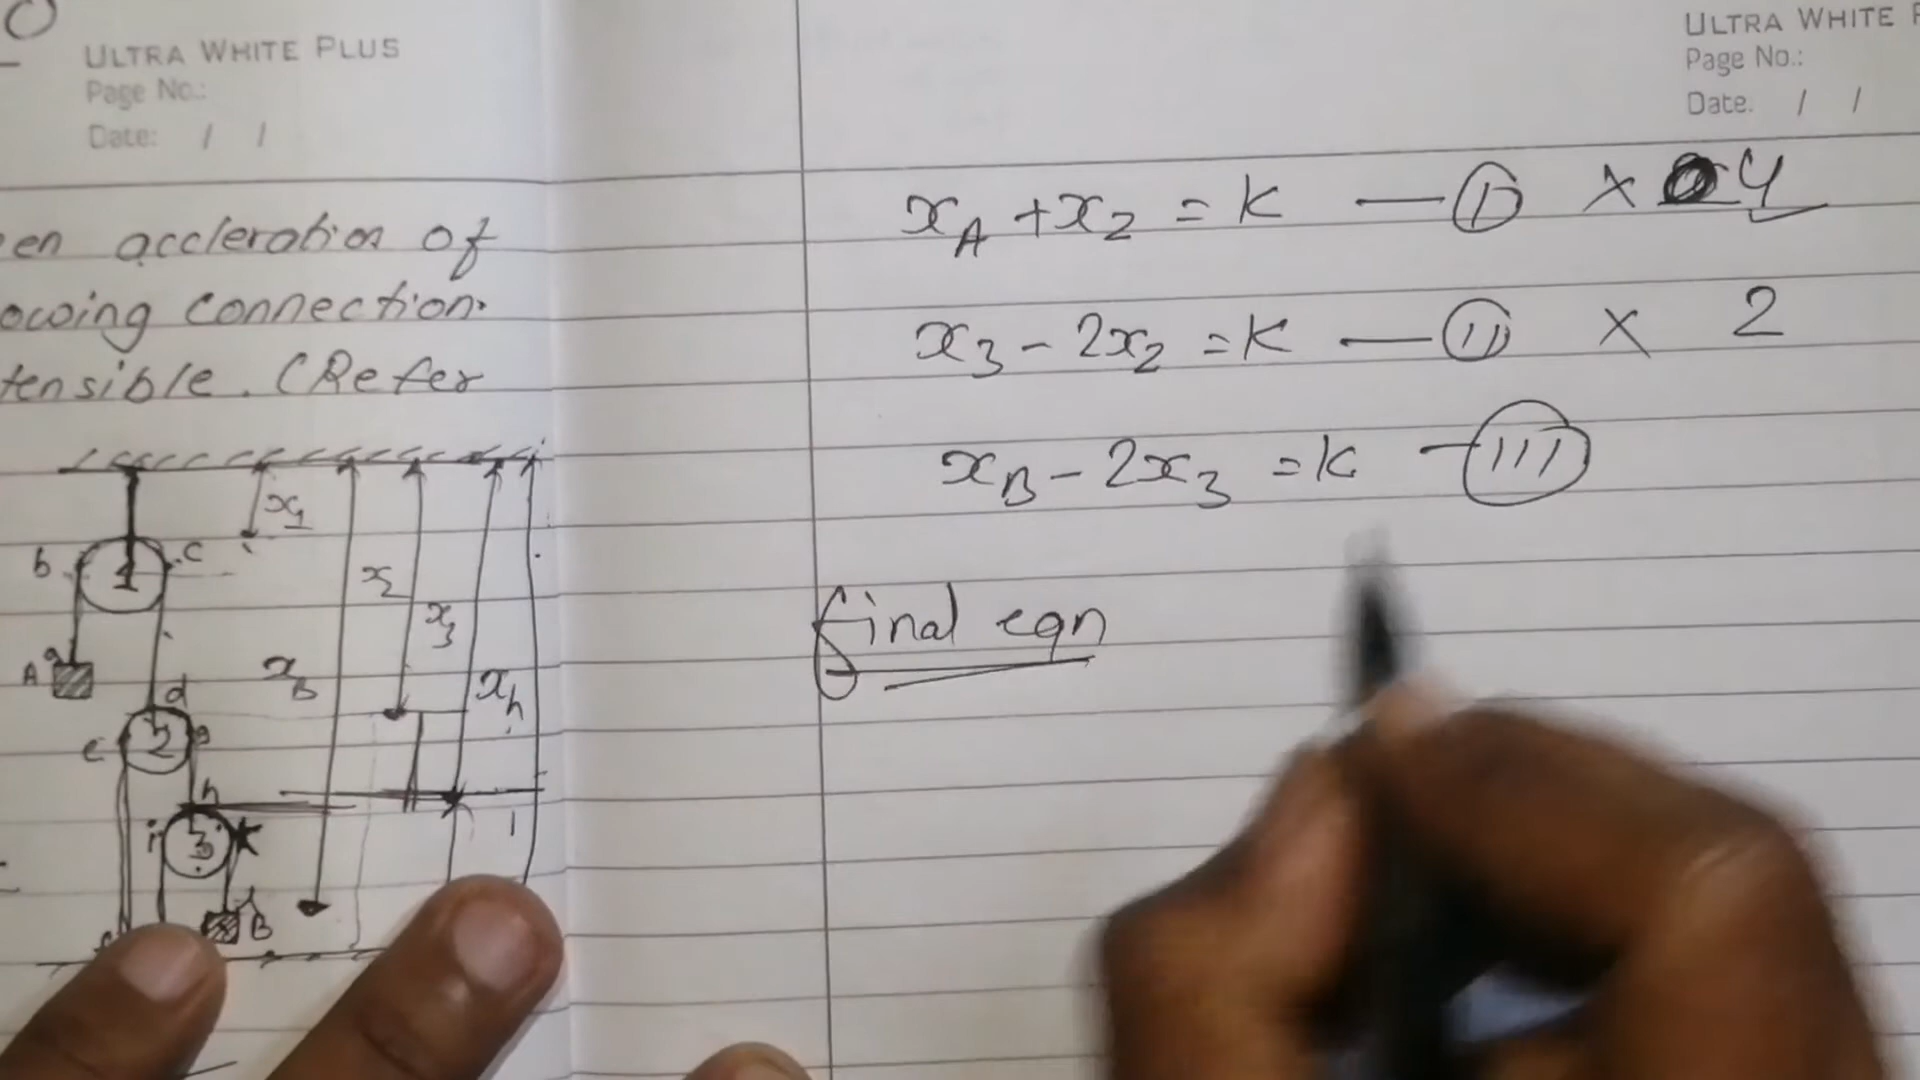 ULTRA WHITE PLUS
Page No.:
Date: / /
en accleration of
owing connection.
tensible. (Refer
x1
b 1 c
x2
x3
A a
xB
d
xh
e 2 g
h
i 3 k
B
ULTRA WHITE P
Page No.:
Date. / /
xA + x2 = k — I × 4
x3 - 2x2 = k — II × 2
xB - 2x3 = k — III
final eqn